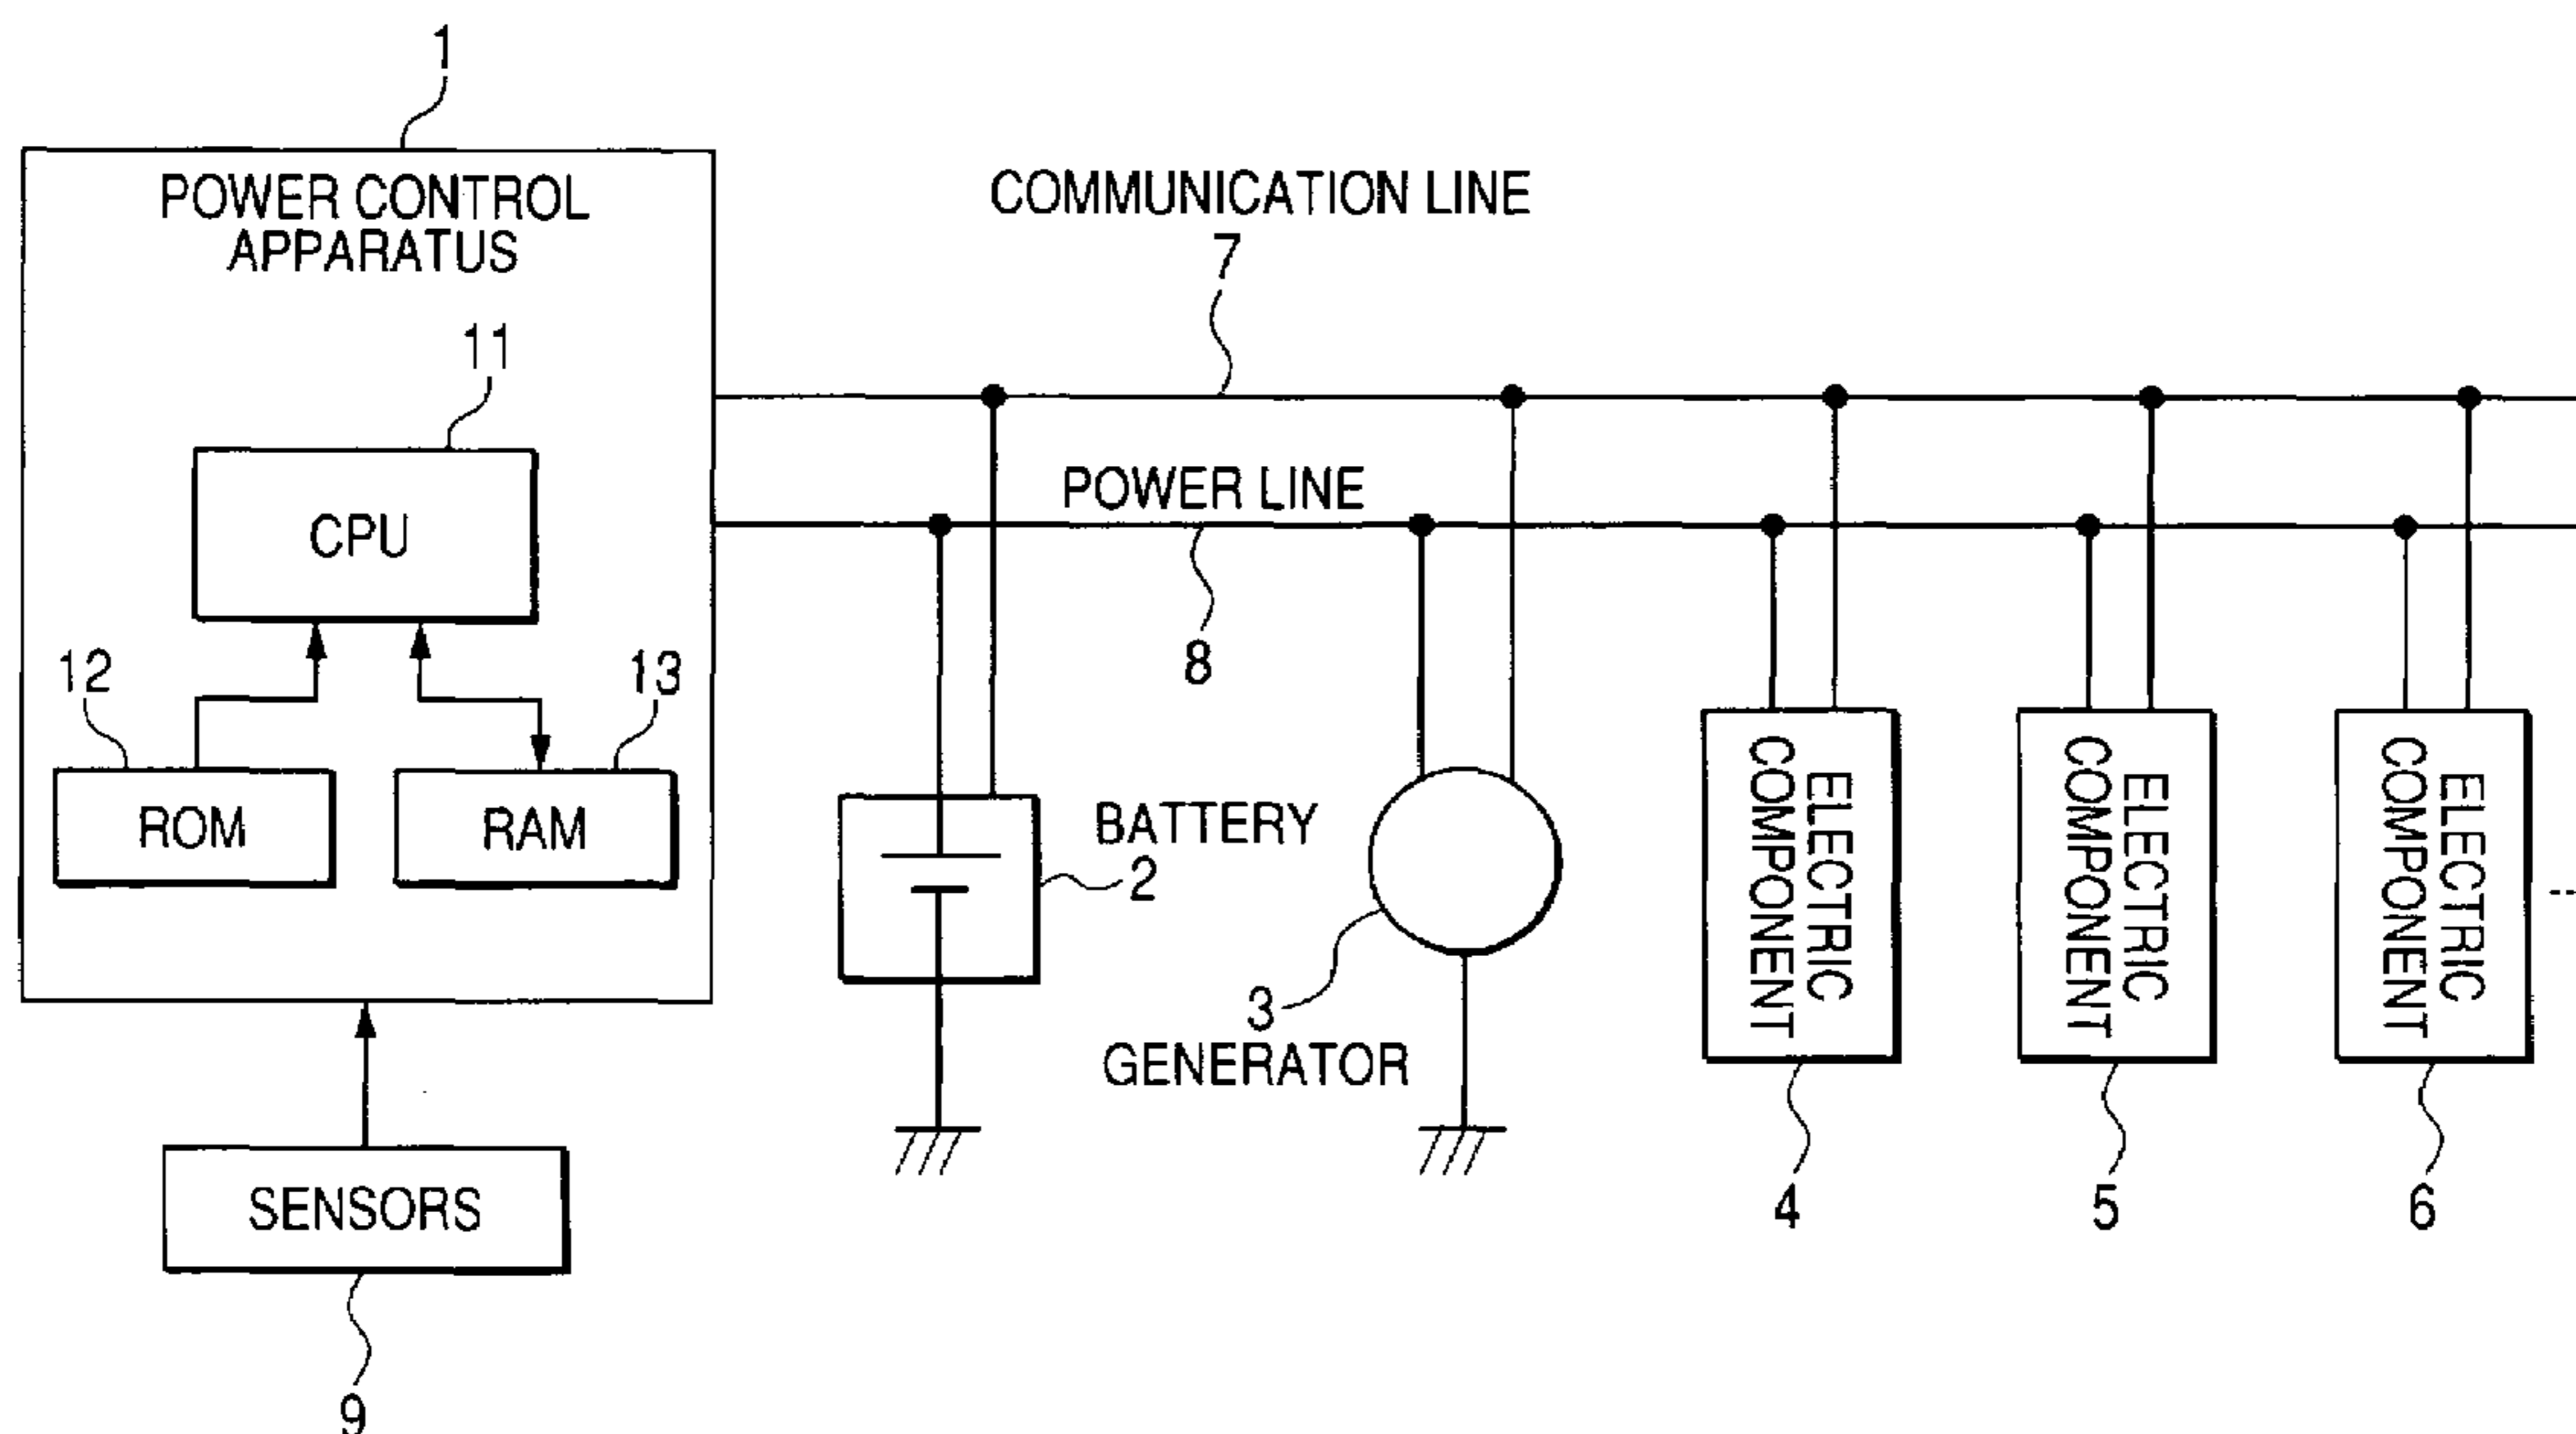 1
POWER CONTROL
APPARATUS
11
CPU
12
13
ROM
RAM
SENSORS
9
COMMUNICATION LINE
7
POWER LINE
8
BATTERY
2
3
GENERATOR
ELECTRIC
COMPONENT
4
ELECTRIC
COMPONENT
5
ELECTRIC
COMPONENT
6